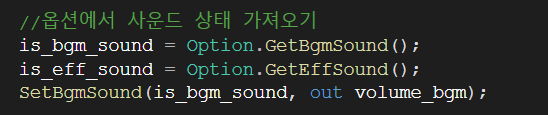 //옵션에서 사운드 상태 가져오기
is_bgm_sound = Option.GetBgmSound();
is_eff_sound = Option.GetEffSound();
SetBgmSound(is_bgm_sound, out volume_bgm);